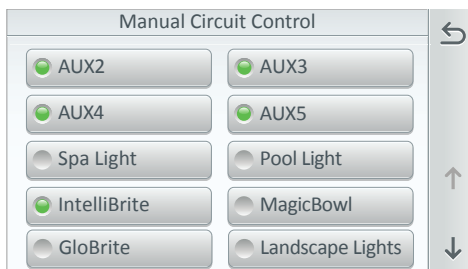 Manual Circuit Control
AUX2
AUX3
AUX4
AUX5
Spa Light
Pool Light
IntelliBrite
MagicBowl
GloBrite
Landscape Lights